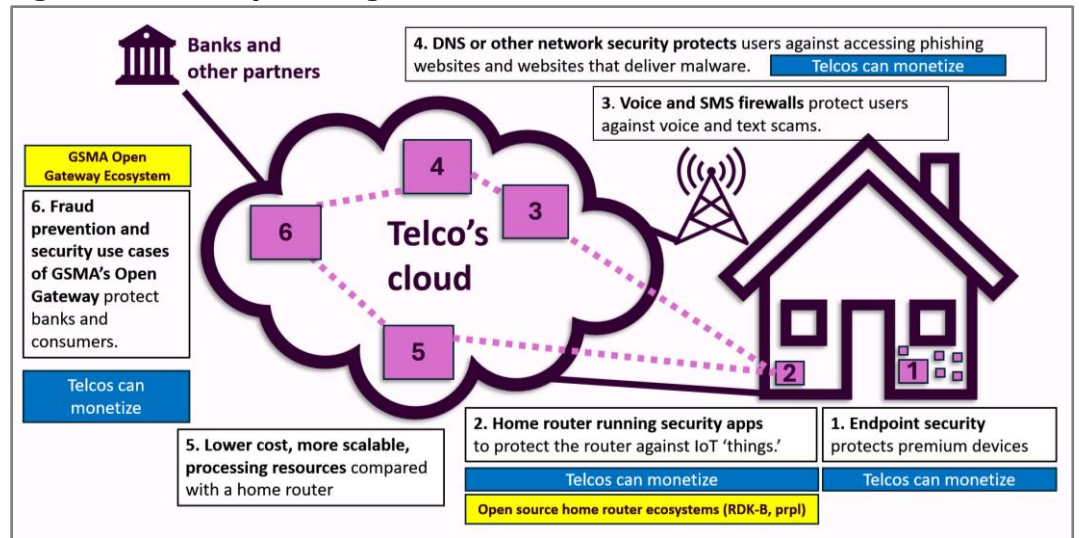 Banks and
other partners
4. DNS or other network security protects users against accessing phishing
websites and websites that deliver malware.
Telcos can monetize
3. Voice and SMS firewalls protect users
against voice and text scams.
GSMA Open
Gateway Ecosystem
6. Fraud
prevention and
security use cases
of GSMA’s Open
Gateway protect
banks and
consumers.
Telcos can
monetize
4
3
6
Telco’s
cloud
5
2
1
5. Lower cost, more scalable,
processing resources compared
with a home router
2. Home router running security apps
to protect the router against IoT ‘things.’
Telcos can monetize
Open source home router ecosystems (RDK-B, prpl)
1. Endpoint security
protects premium devices
Telcos can monetize